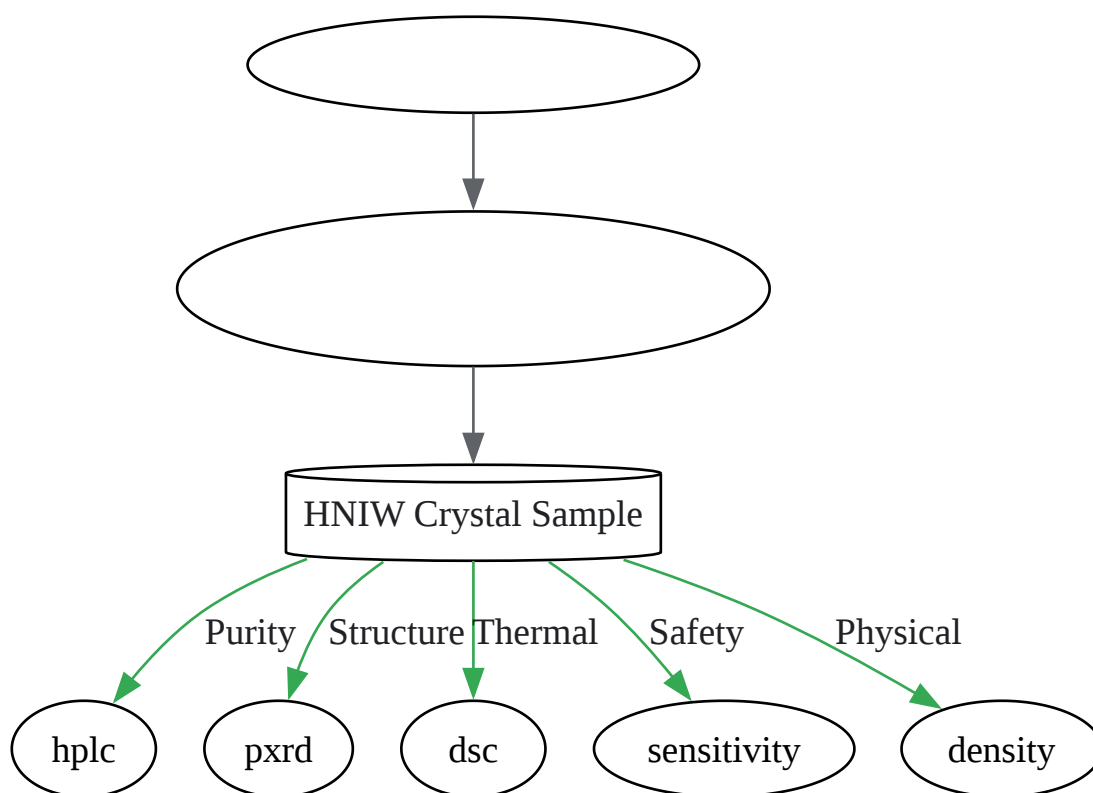 HNIW Crystal Sample
Purity
Structure
Thermal
Safety
Physical
hplc
pxrd
dsc
sensitivity
density